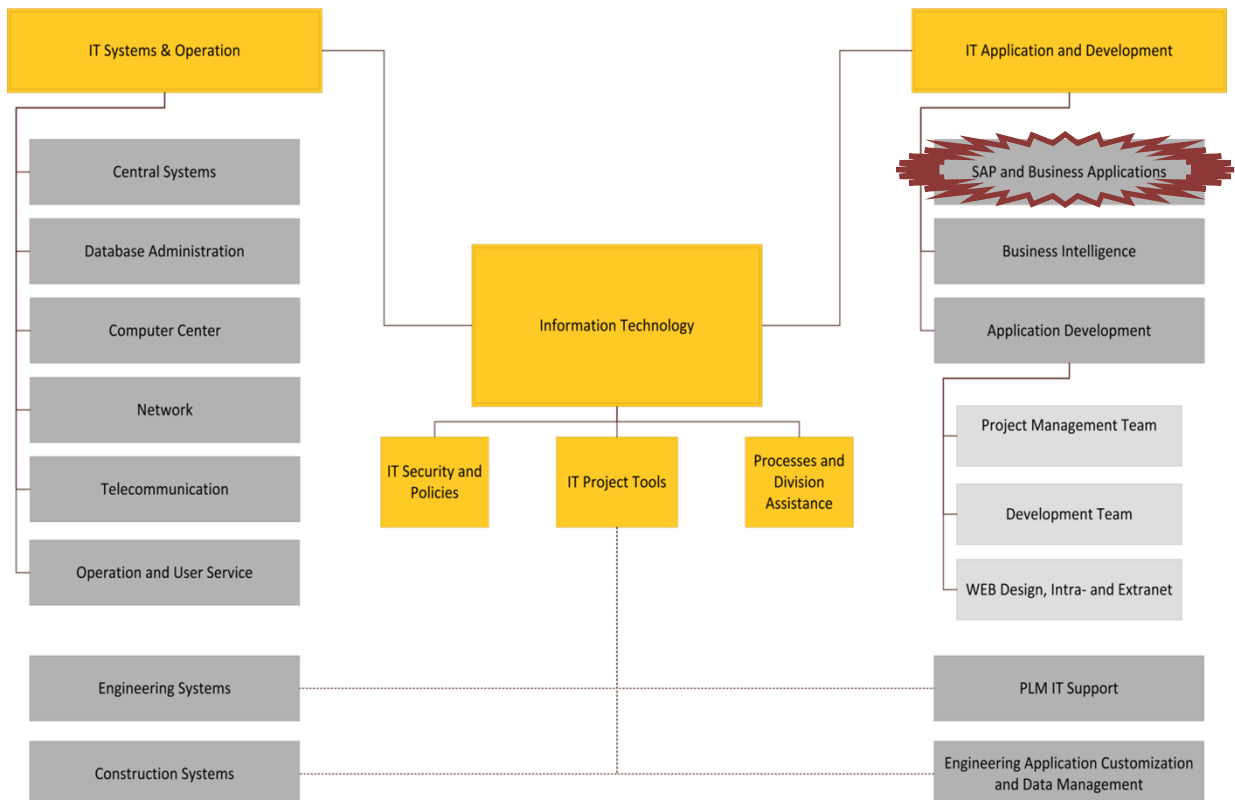 IT Systems & Operation
IT Application and Development
Central Systems
SAP and Business Applications
Database Administration
Business Intelligence
Information Technology
Computer Center
Application Development
Network
Project Management Team
IT Security and
Policies
IT Project Tools
Processes and
Division
Assistance
Telecommunication
Development Team
Operation and User Service
WEB Design, Intra- and Extranet
Engineering Systems
PLM IT Support
Construction Systems
Engineering Application Customization
and Data Management